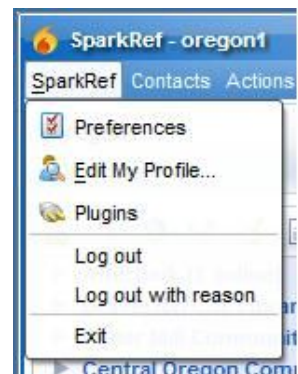 SparkRef - oregon1
SparkRef Contacts Actions
Preferences
Edit My Profile...
Plugins
Log out
Log out with reason
Exit
Central Oregon Com